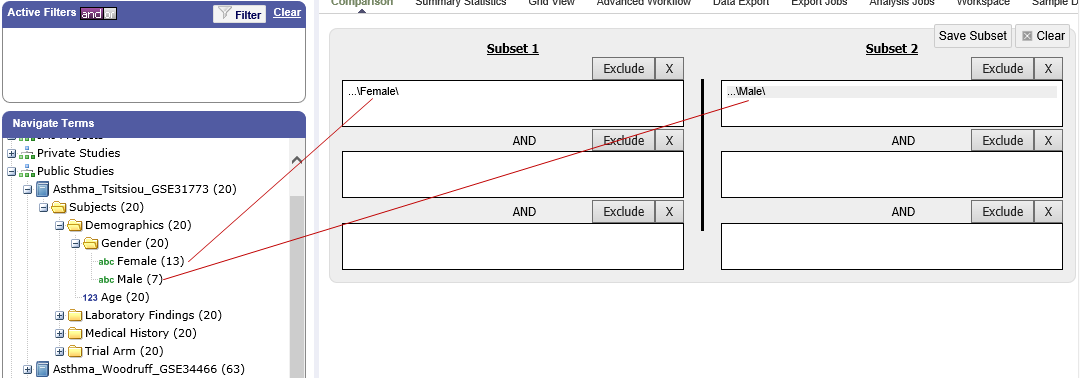 Active Filters and or Filter Clear
Navigate Terms
Private Studies
Public Studies
Asthma_Tsitsiou_GSE31773 (20)
Subjects (20)
Demographics (20)
Gender (20)
abc Female (13)
abc Male (7)
123 Age (20)
Laboratory Findings (20)
Medical History (20)
Trial Arm (20)
Asthma_Woodruff_GSE34466 (63)
Comparison Summary Statistics Grid View Advanced Workflow Data Export Export Jobs Analysis Jobs Workspace Sample D
Save Subset Clear
Subset 1 Subset 2
Exclude X Exclude X
...\Female\ ...\Male\
AND Exclude X AND Exclude X
AND Exclude X AND Exclude X